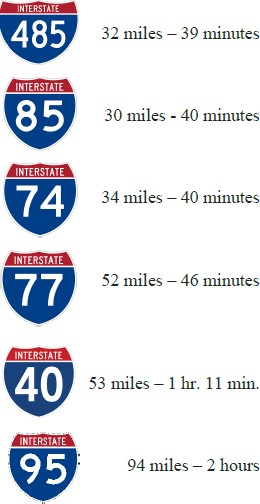 INTERSTATE
485
32 miles – 39 minutes
INTERSTATE
85
30 miles - 40 minutes
INTERSTATE
74
34 miles – 40 minutes
INTERSTATE
77
52 miles – 46 minutes
INTERSTATE
40
53 miles – 1 hr. 11 min.
INTERSTATE
95
:
94 miles – 2 hours